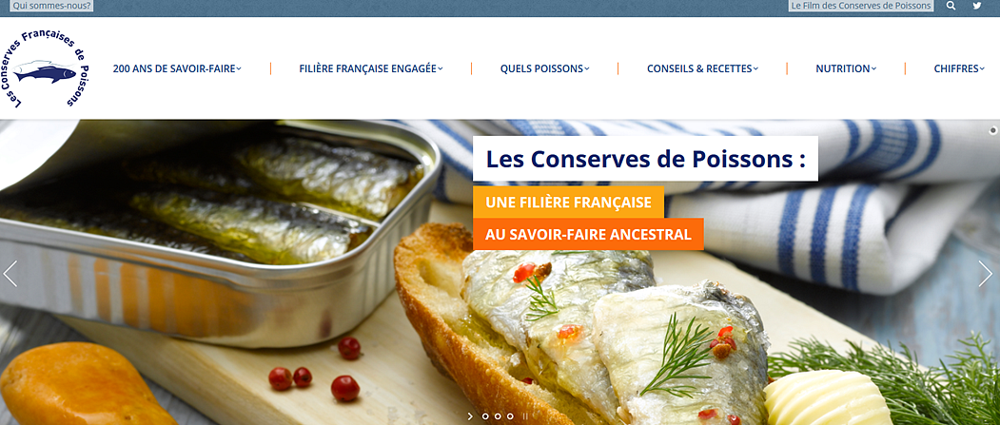 Qui sommes-nous?
Le Film des Conserves de Poissons
Les Conserves Françaises de Poissons
200 ANS DE SAVOIR-FAIRE
FILIÈRE FRANÇAISE ENGAGÉE
QUELS POISSONS
CONSEILS & RECETTES
NUTRITION
CHIFFRES
Les Conserves de Poissons :
UNE FILIÈRE FRANÇAISE
AU SAVOIR-FAIRE ANCESTRAL